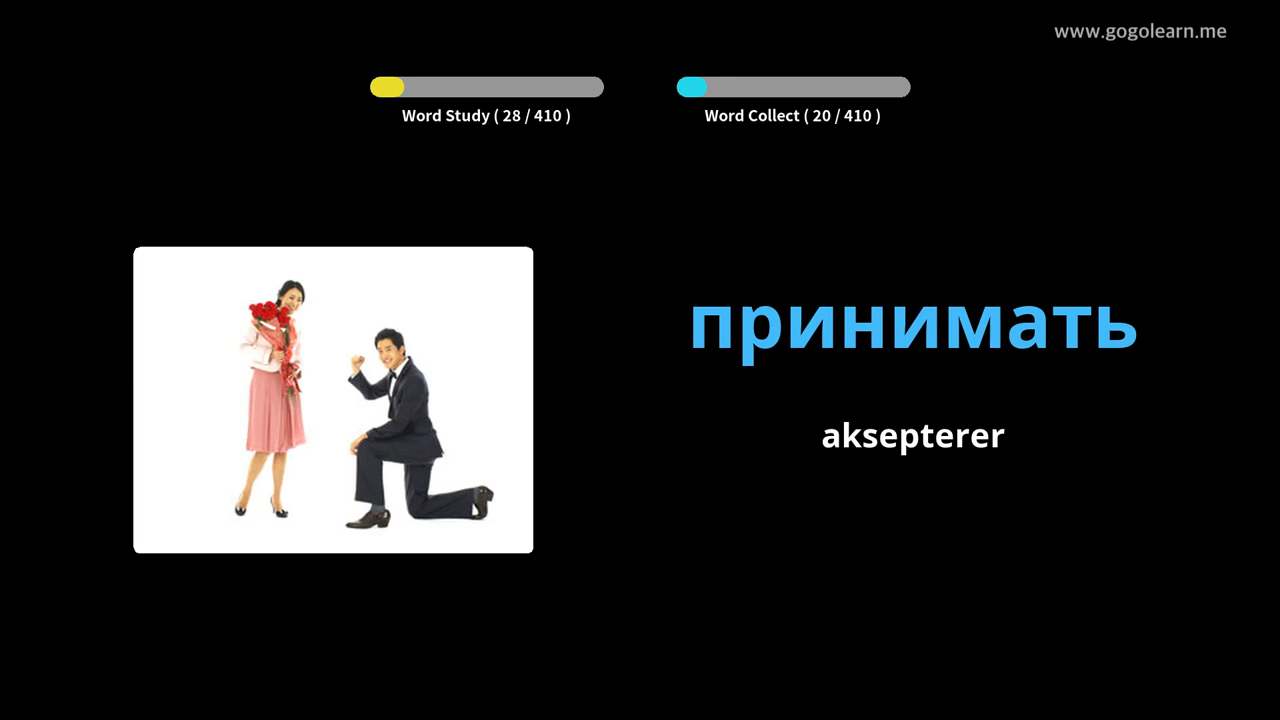 www.gogolearn.me
Word Study ( 28 / 410 )
Word Collect ( 20 / 410 )
принимать
aksepterer